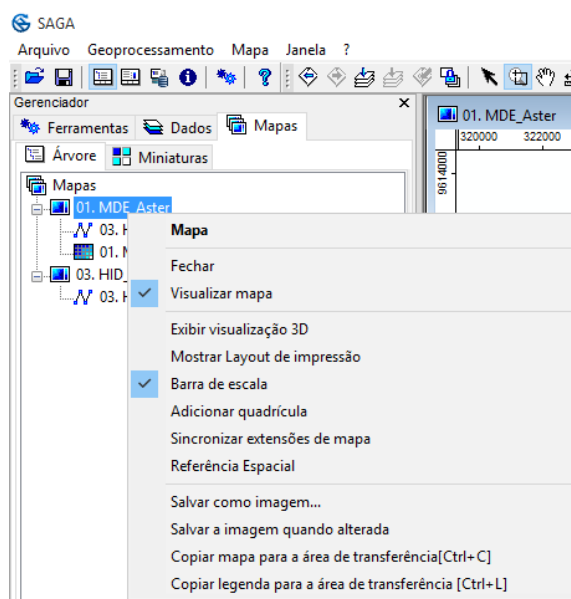 SAGA
Arquivo Geoprocessamento Mapa Janela ?
Gerenciador
Ferramentas Dados Mapas
Árvore Miniaturas
Mapas
01. MDE_Aster
03. H
01. M
03. HID_
03. H
01. MDE_Aster
320000 322000
9614000
Mapa
Fechar
Visualizar mapa
Exibir visualização 3D
Mostrar Layout de impressão
Barra de escala
Adicionar quadrícula
Sincronizar extensões de mapa
Referência Espacial
Salvar como imagem...
Salvar a imagem quando alterada
Copiar mapa para a área de transferência[Ctrl+C]
Copiar legenda para a área de transferência [Ctrl+L]